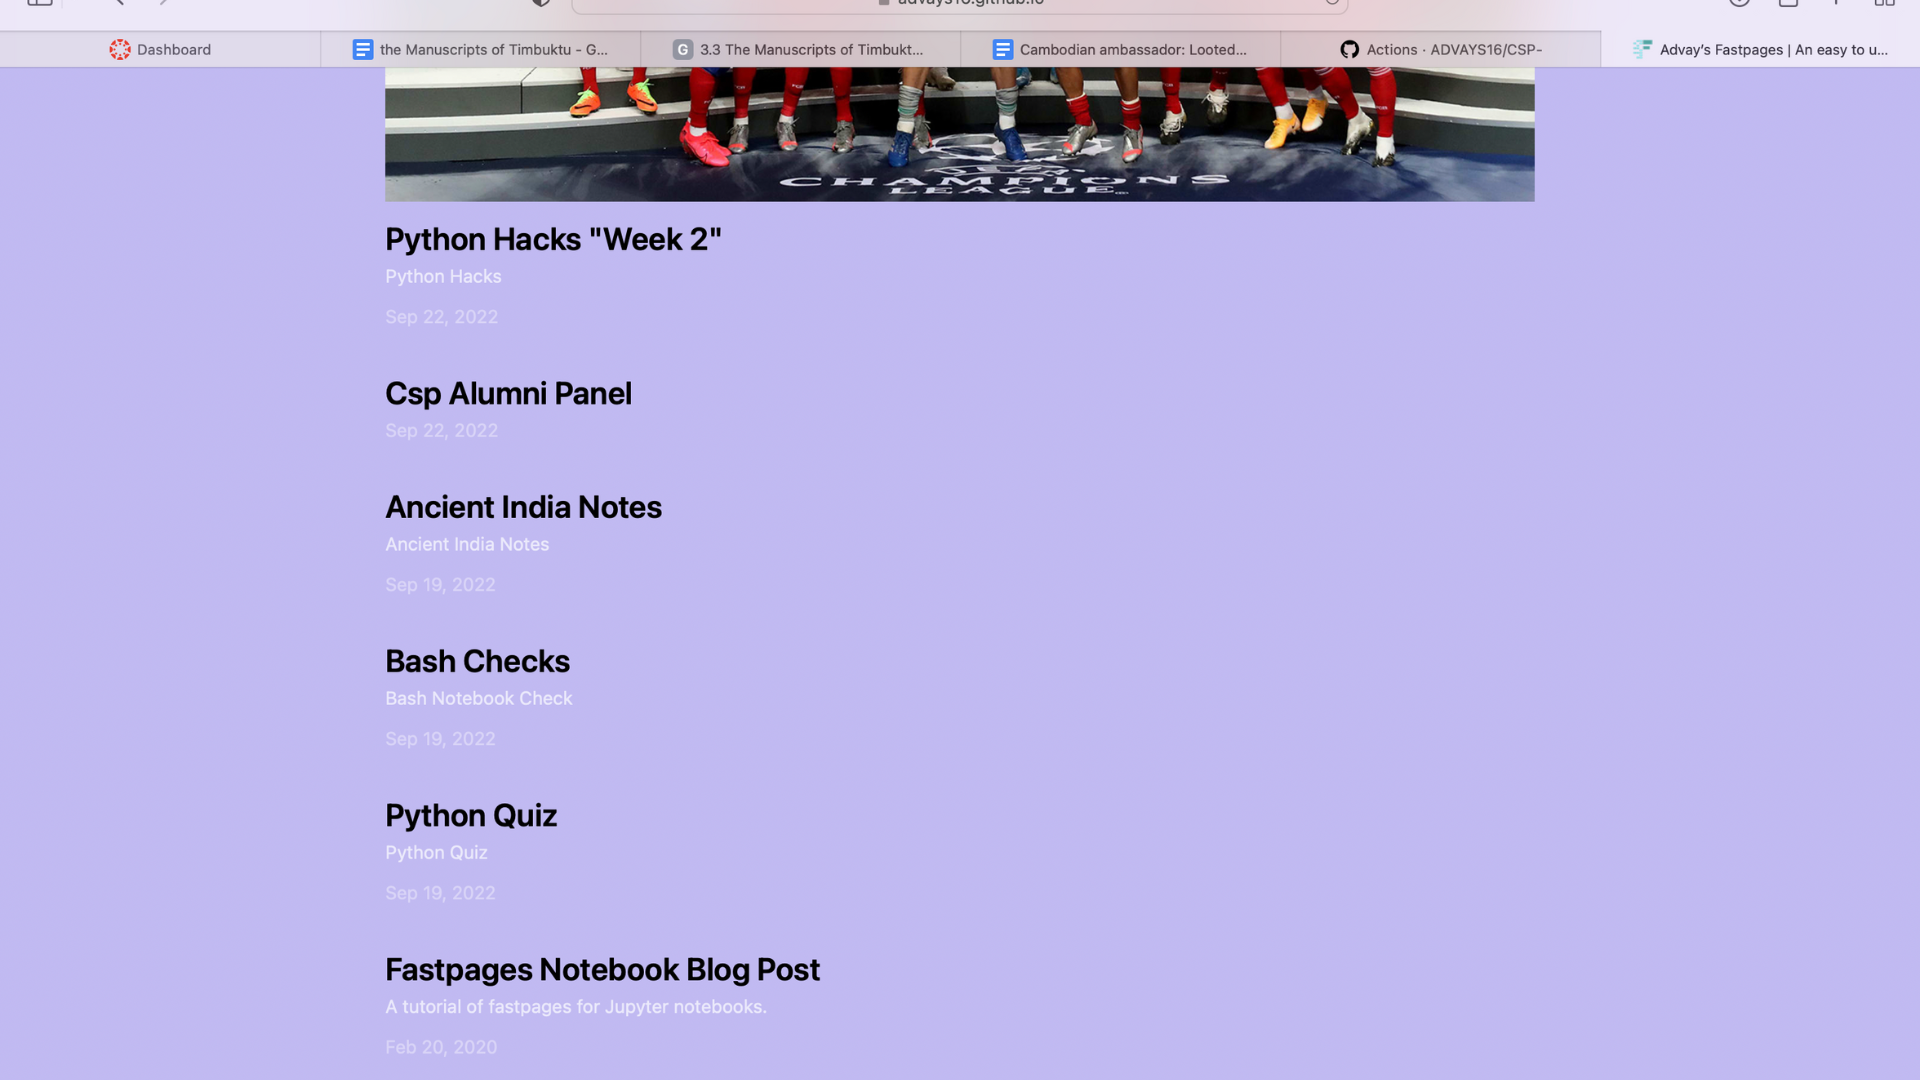 advays16.github.io
Dashboard
the Manuscripts of Timbuktu - G...
G 3.3 The Manuscripts of Timbukt...
Cambodian ambassador: Looted...
Actions · ADVAYS16/CSP-
Advay's Fastpages | An easy to u...
CHAMPIONS
LEAGUE
Python Hacks "Week 2"
Python Hacks
Sep 22, 2022
Csp Alumni Panel
Sep 22, 2022
Ancient India Notes
Ancient India Notes
Sep 19, 2022
Bash Checks
Bash Notebook Check
Sep 19, 2022
Python Quiz
Python Quiz
Sep 19, 2022
Fastpages Notebook Blog Post
A tutorial of fastpages for Jupyter notebooks.
Feb 20, 2020